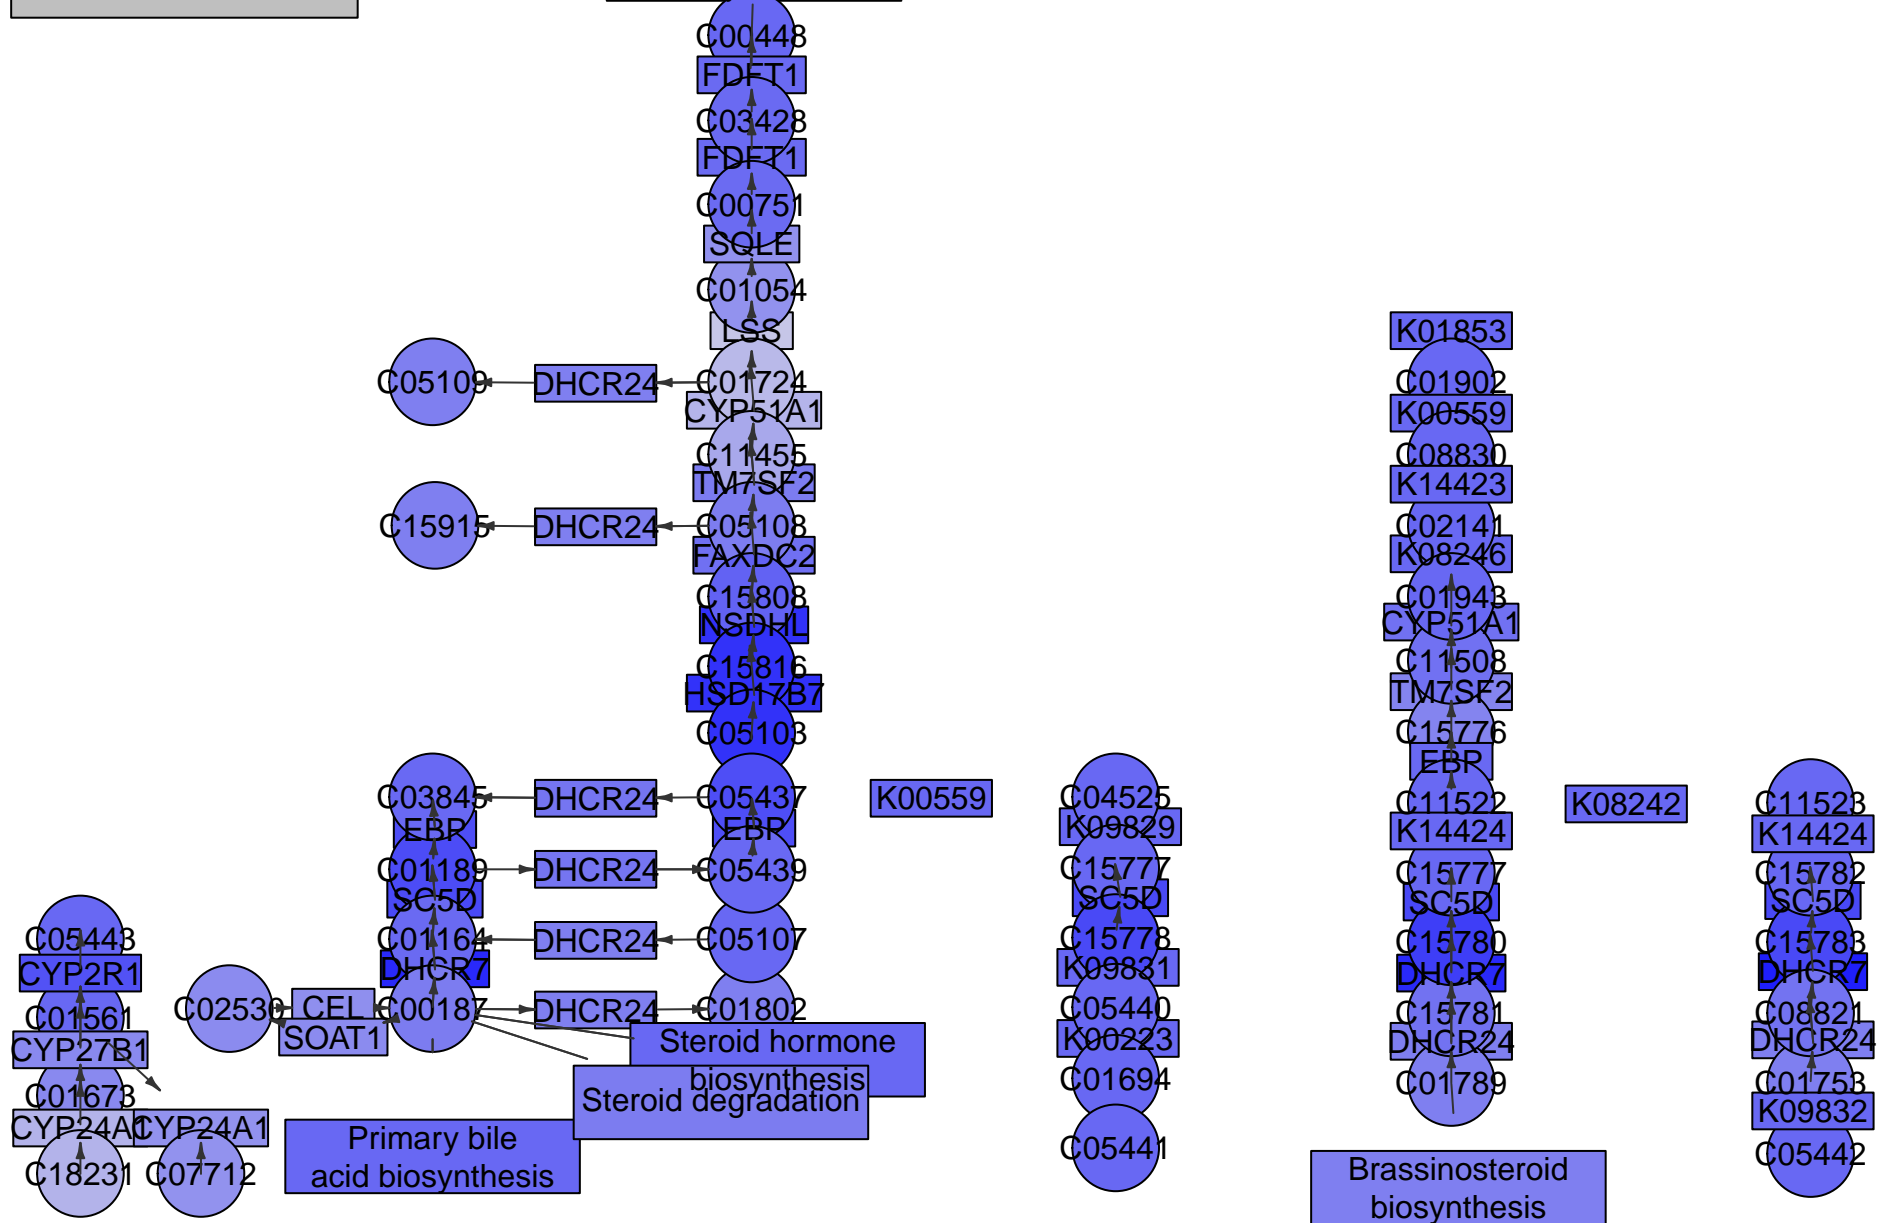 C00448
FDFT1
C03428
FDFT1
C00751
SQLE
C01054
LSS
K01853
C05109
DHCR24
C01724
C01902
CYP51A1
K00559
C11455
C08830
TM7SF2
K14423
C15915
DHCR24
C05108
C02141
FAXDC2
K08246
C15808
C01943
NSDHL
CYP51A1
C15816
C11508
HSD17B7
TM7SF2
C05103
C15776
EBP
C03845
DHCR24
C05437
K00559
C04525
C11522
K08242
C11523
EBP
EBP
K09829
K14424
K14424
C01189
DHCR24
C05439
C15777
C15777
C15782
SC5D
SC5D
SC5D
SC5D
C05443
C01164
DHCR24
C05107
C15778
C15780
C15783
CYP2R1
DHCR7
K09831
DHCR7
DHCR7
C01561
C02530
CEL
C00187
DHCR24
C01802
C05440
C15781
C08821
CYP27B1
SOAT1
Steroid hormone
biosynthesis
K00223
DHCR24
DHCR24
C01673
Steroid degradation
C01694
C01789
C01753
CYP24A1
CYP24A1
Primary bile
acid biosynthesis
K09832
C18231
C07712
C05441
C05442
Brassinosteroid
biosynthesis